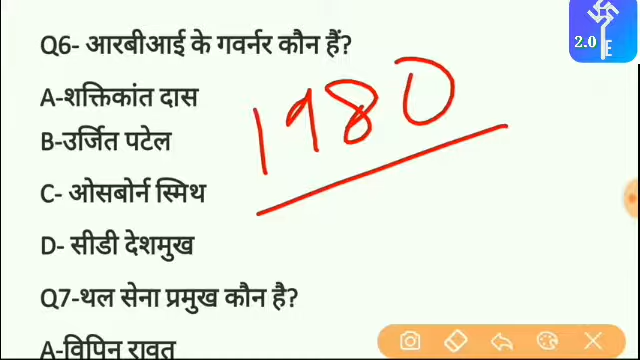 Q6- आरबीआई के गवर्नर कौन हैं?
A-शक्तिकांत दास
B-उर्जित पटेल
C- ओसबोर्न स्मिथ
D- सीडी देशमुख
Q7-थल सेना प्रमुख कौन है?
A-विपिन रावत
1980
2.0
E